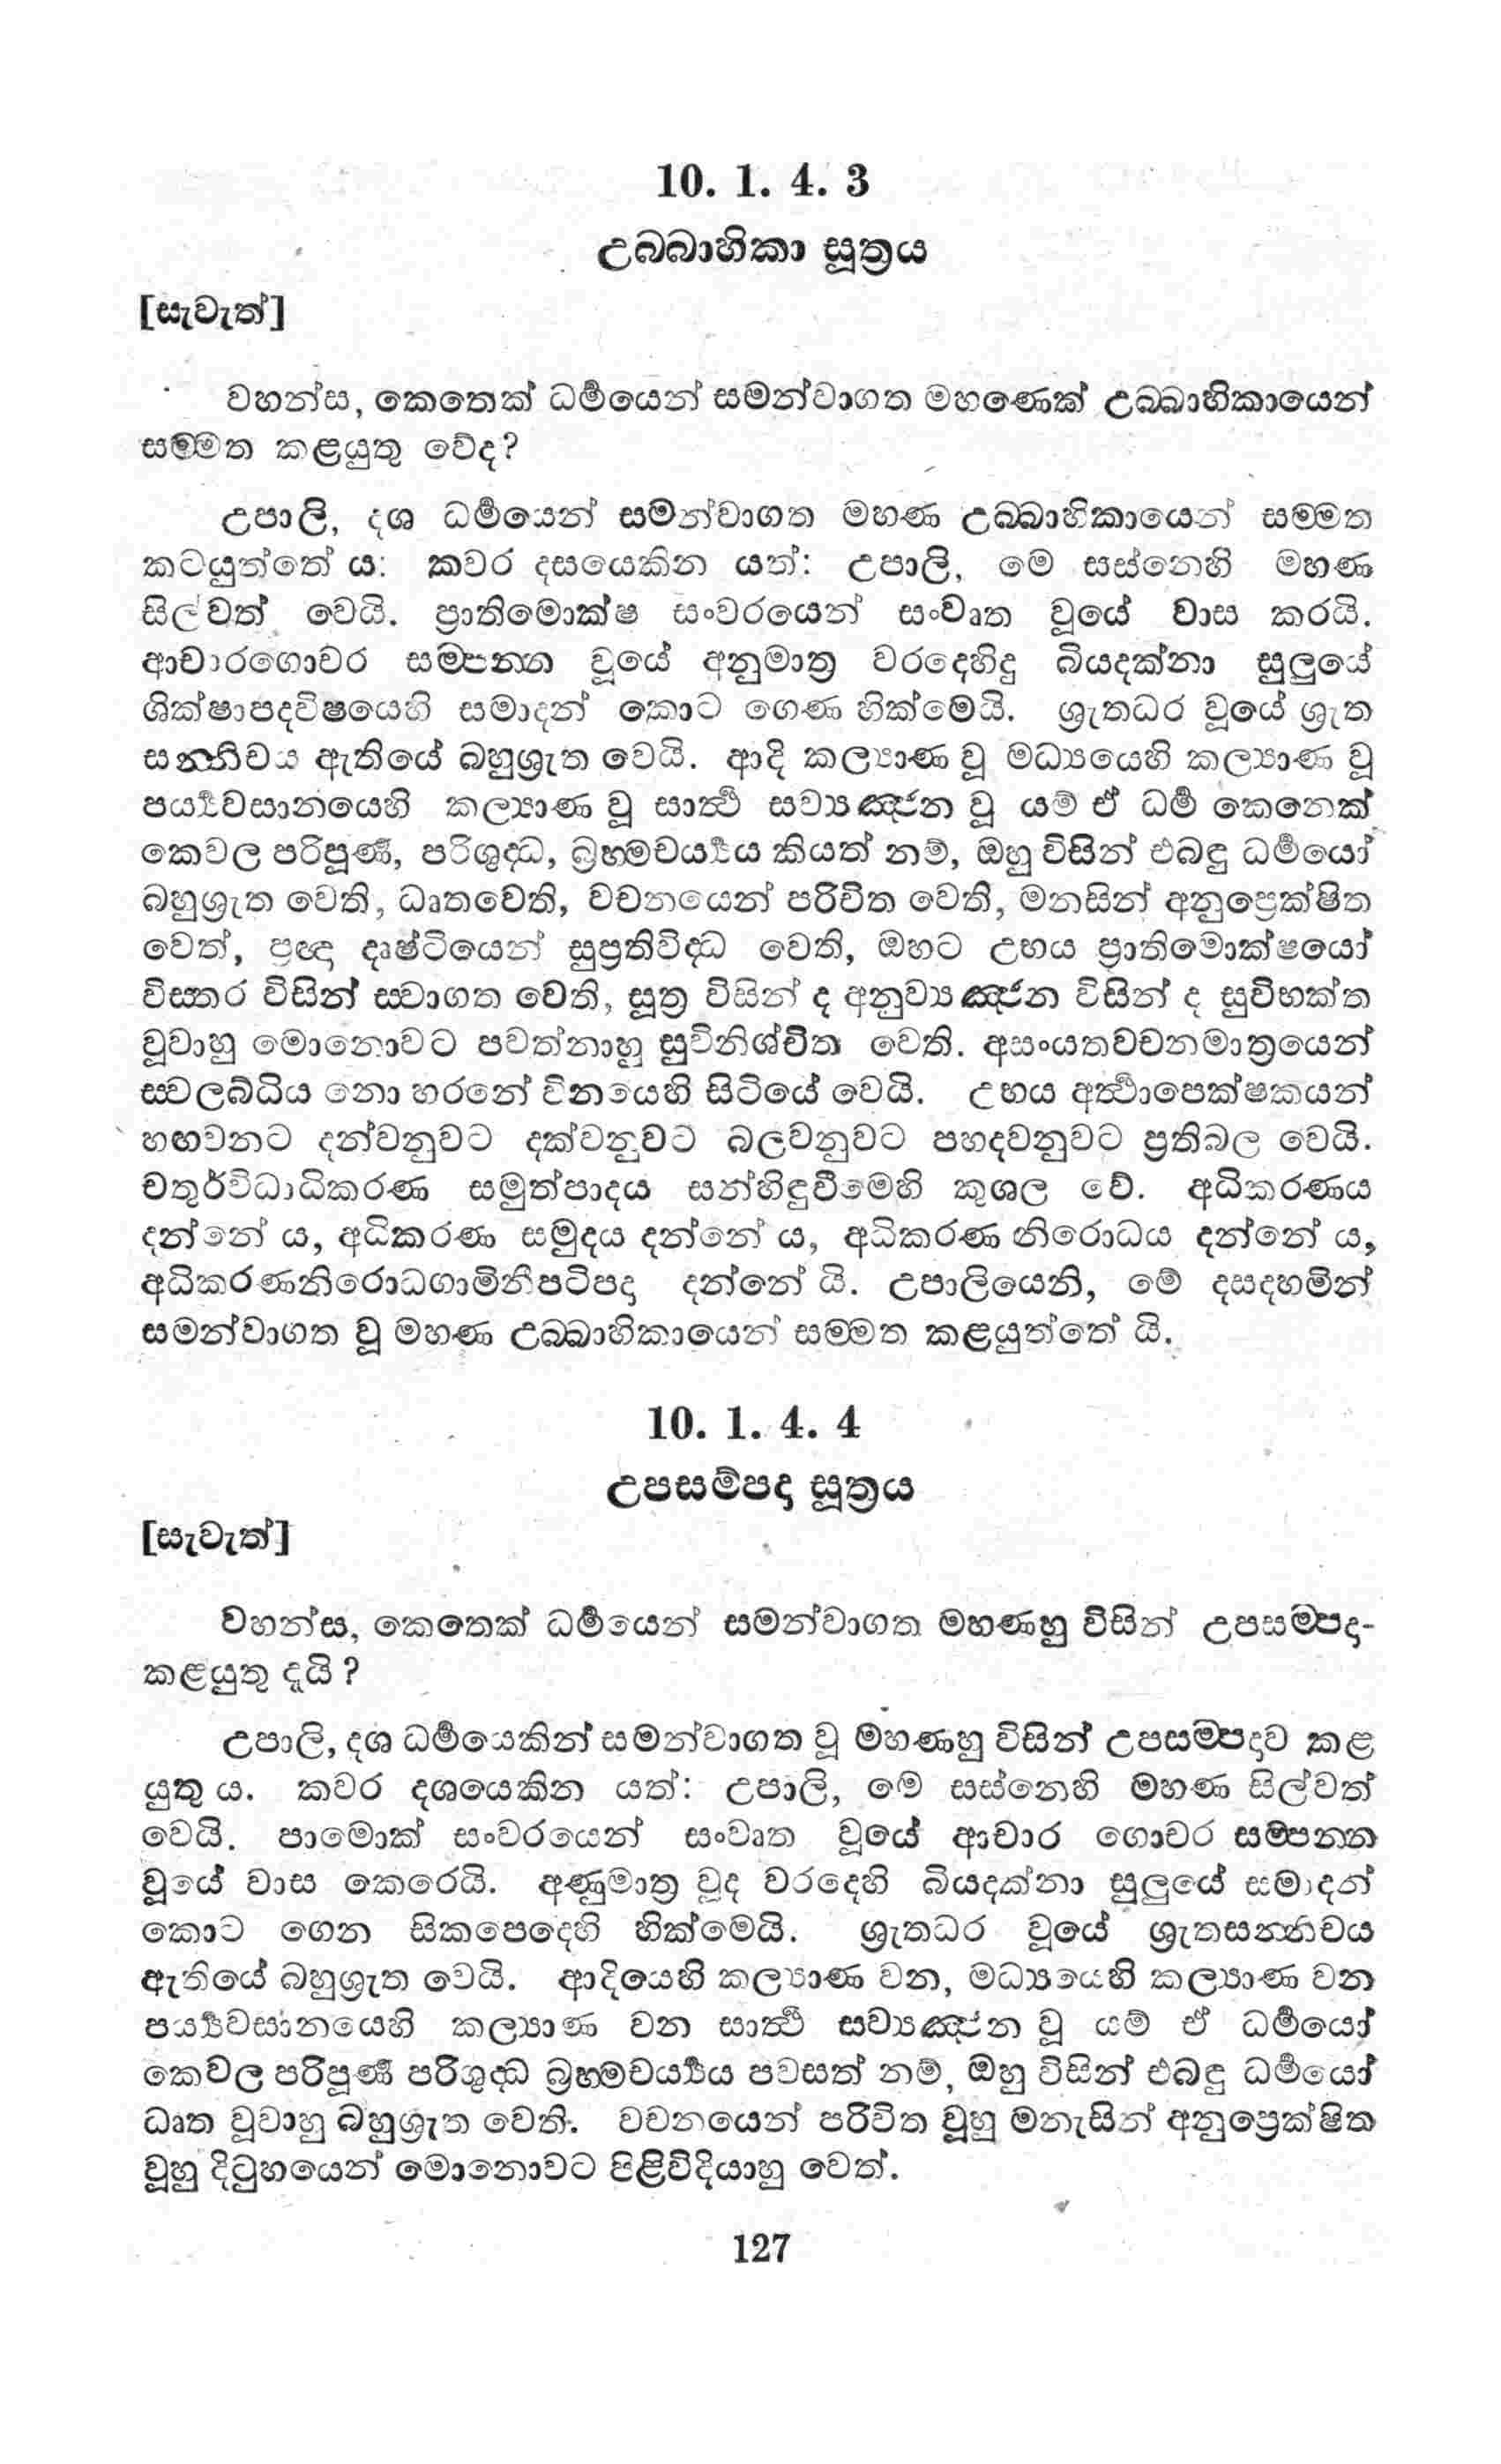 10. 1. 4. 3
උබ්බාහිකා සූත්‍රය
[සැවැත්]
වහන්ස, කෙතෙක් ධර්‍මයෙන් සමන්වාගත මහණෙක් උබ්බාහිකායෙන්
සම්මත කළයුතු වේද?
උපාලි, දශ ධර්‍මයෙන් සමන්වාගත මහණ උබ්බාහිකායෙන් සම්මත
කටයුත්තේ ය: කවර දසයෙකින යත්: උපාලි, මෙ සස්නෙහි මහණ
සිල්වත් වෙයි. ප්‍රාතිමොක්ෂ සංවරයෙන් සංවෘත වූයේ වාස කරයි.
ආචාරගොචර සම්පන්න වූයේ අනුමාත්‍ර වරදෙහිදු බියදක්නා සුලුයේ
ශික්ෂාපදවිෂයෙහි සමාදන් කොට ගෙණ හික්මෙයි. ශ්‍රුතධර වූයේ ශ්‍රුත
සන්නිචය ඇතියේ බහුශ්‍රුත වෙයි. ආදි කල්‍යාණ වූ මධ්‍යයෙහි කල්‍යාණ වූ
පර්‍ය්‍යවසානයෙහි කල්‍යාණ වූ සාර්‍ත්‍ථ සව්‍යඤ්ජන වූ යම් ඒ ධර්‍ම කෙනෙක්
කෙවල පරිපූර්‍ණ, පරිශුද්ධ, බ්‍රහ්මචර්‍ය්‍යය කියත් නම්, ඔහු විසින් එබඳු ධර්‍මයෝ
බහුශ්‍රුත වෙති, ධෘතවෙති, වචනයෙන් පරිචිත වෙති, මනසින් අනුප්‍රෙක්ෂිත
වෙත්, ප්‍රඥා දෘෂ්ටියෙන් සුප්‍රතිවිද්ධ වෙති, ඔහට උභය ප්‍රාතිමොක්ෂයෝ
විස්තර විසින් ස්වාගත වෙති, සූත්‍ර විසින් ද අනුව්‍යඤ්ජන විසින් ද සුවිභක්ත
වූවාහු මොනොවට පවත්නාහු සුවිනිශ්චිත වෙති. අසංයතවචනමාත්‍රයෙන්
ස්වලබ්ධිය නො හරනේ විනයෙහි සිටියේ වෙයි. උභය අර්‍ත්‍ථාපෙක්ෂකයන්
හඟවනට දන්වනුවට දක්වනුවට බලවනුවට පහදවනුවට ප්‍රතිබල වෙයි.
චතුර්විධාධිකරණ සමුත්පාදය සන්හිඳුවීමෙහි කුශල වේ. අධිකරණය
දන්නේ ය, අධිකරණ සමුදය දන්නේ ය, අධිකරණ නිරොධය දන්නේ ය,
අධිකරණනිරොධගාමිනීපටිපදා දන්නේ යි. උපාලියෙනි, මේ දසදහමින්
සමන්වාගත වූ මහණ උබ්බාහිකායෙන් සම්මත කළයුත්තේ යි.
10. 1. 4. 4
උපසම්පදා සූත්‍රය
[සැවැත්]
වහන්ස, කෙතෙක් ධර්‍මයෙන් සමන්වාගත මහණහු විසින් උපසම්පදා-
කළයුතු දැයි?
උපාලි, දශ ධර්‍මයෙකින් සමන්වාගත වූ මහණහු විසින් උපසම්පදාව කළ
යුතු ය. කවර දශයෙකින යත්: උපාලි, මෙ සස්නෙහි මහණ සිල්වත්
වෙයි. පාමොක් සංවරයෙන් සංවෘත වූයේ ආචාර ගොචර සම්පන්න
වූයේ වාස කෙරෙයි. අණුමාත්‍ර වූද වරදෙහි බියදක්නා සුලුයේ සමාදන්
කොට ගෙන සිකපෙදෙහි හික්මෙයි. ශ්‍රුතධර වූයේ ශ්‍රුතසන්නිචය
ඇතියේ බහුශ්‍රුත වෙයි. ආදියෙහි කල්‍යාණ වන, මධ්‍යයෙහි කල්‍යාණ වන
පර්‍ය්‍යවසානයෙහි කල්‍යාණ වන සාර්‍ත්‍ථ සව්‍යඤ්ජන වූ යම් ඒ ධර්‍මයෝ
කෙවල පරිපූර්‍ණ පරිශුද්ධ බ්‍රහ්මචර්‍ය්‍යය පවසත් නම්, ඔහු විසින් එබඳු ධර්‍මයෝ
ධෘත වූවාහු බහුශ්‍රුත වෙති. වචනයෙන් පරිචිත වූහු මනැසින් අනුප්‍රෙක්ෂිත
වූහු දිටුහයෙන් මොනොවට පිළිවිදියාහු වෙත්.
127